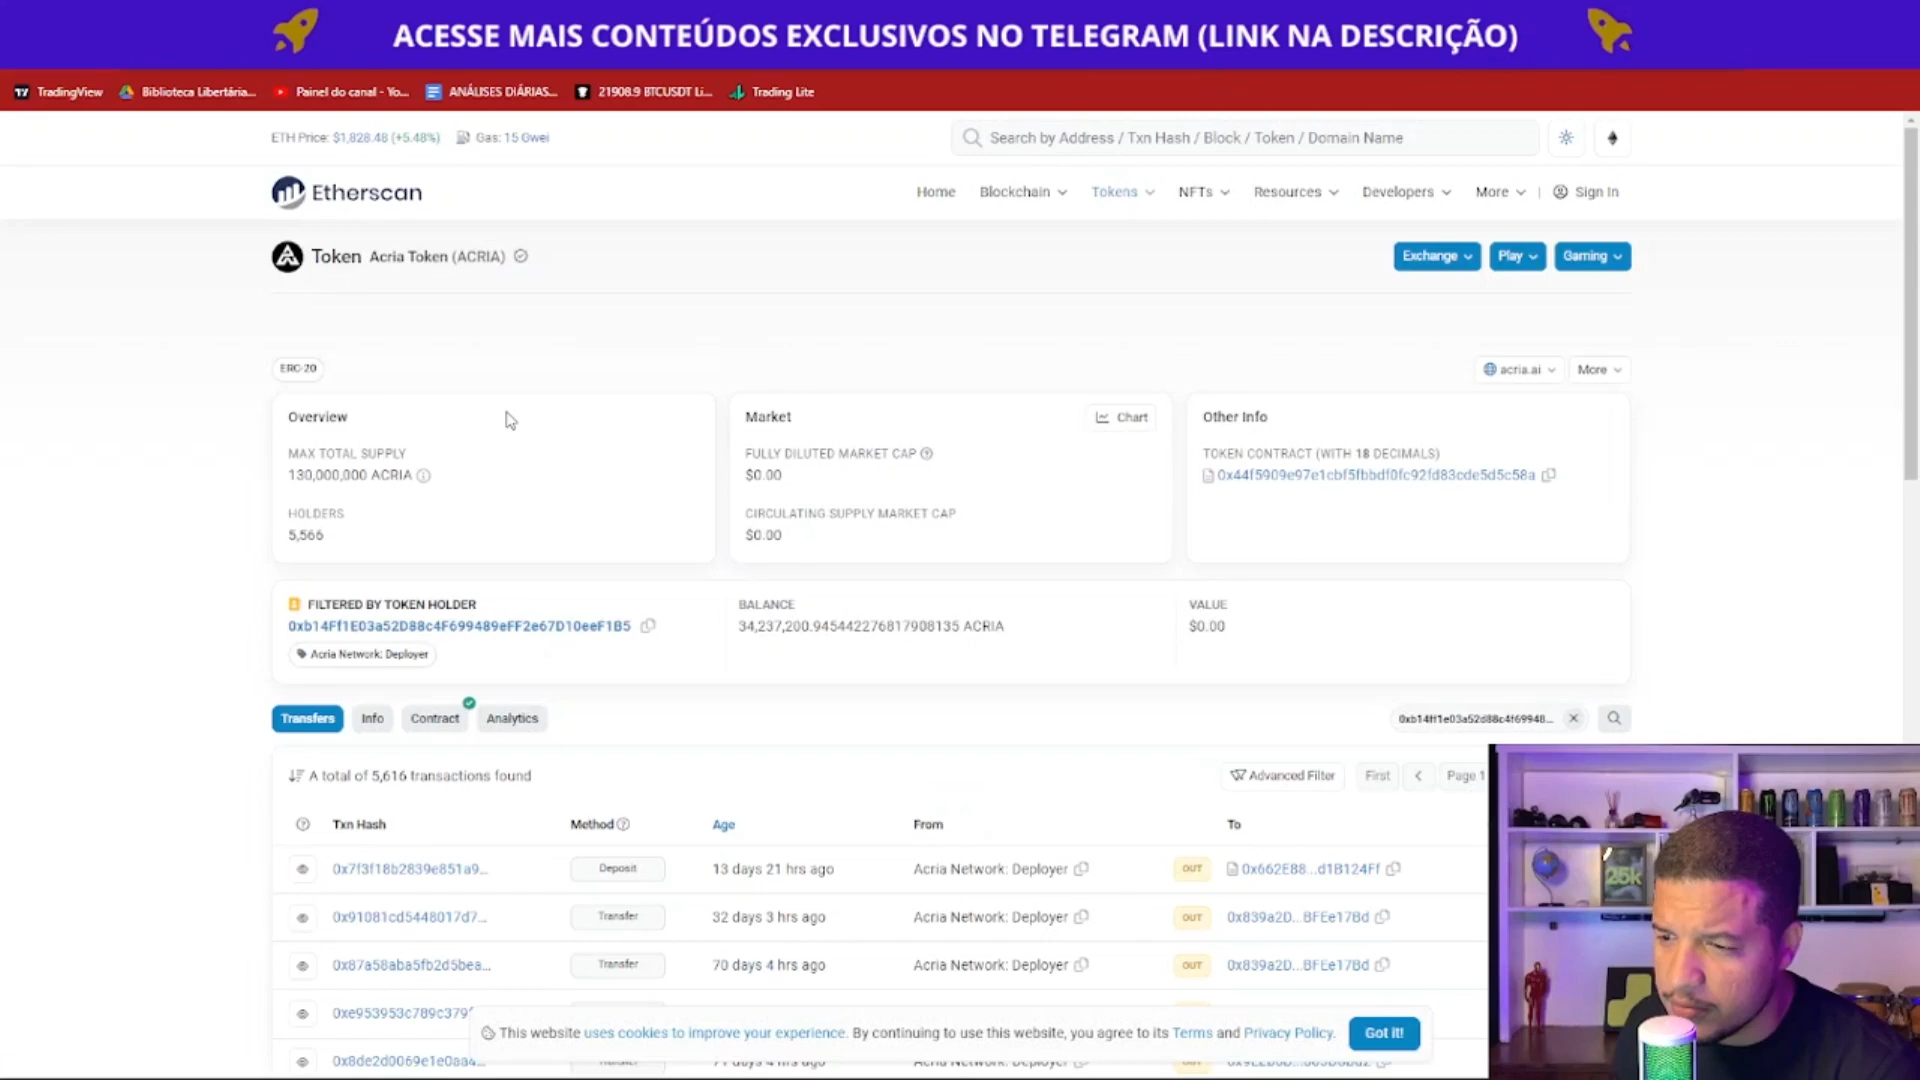 ACESSE MAIS CONTEÚDOS EXCLUSIVOS NO TELEGRAM (LINK NA DESCRIÇÃO)
TradingView Biblioteca Libertária... Painel do canal - Yo... ANÁLISES DIÁRIAS... 21908.9 BTCUSDT Li... Trading Lite
ETH Price: $1,828.48 (+5.48%) Gas: 15 Gwei
Search by Address / Txn Hash / Block / Token / Domain Name
Etherscan
Home Blockchain Tokens NFTs Resources Developers More | Sign In
Token Acria Token (ACRIA)
Exchange Play Gaming
ERC-20
acria.ai More
Overview
MAX TOTAL SUPPLY
130,000,000 ACRIA
HOLDERS
5,566
Market
Chart
FULLY DILUTED MARKET CAP
$0.00
CIRCULATING SUPPLY MARKET CAP
$0.00
Other Info
TOKEN CONTRACT (WITH 18 DECIMALS)
0x44f5909e97e1cbf5fbbdf0fc92fd83cde5d5c58a
FILTERED BY TOKEN HOLDER
0xb14Ff1E03a52D88c4F699489eFF2e67D10eeF1B5
Acria Network: Deployer
BALANCE
34,237,200.945442276817908135 ACRIA
VALUE
$0.00
Transfers Info Contract Analytics
0xb14ff1e03a52d88c4f69948...
A total of 5,616 transactions found
Advanced Filter First Page 1
Txn Hash Method Age From To
0x7f3f18b2839e851a9... Deposit 13 days 21 hrs ago Acria Network: Deployer OUT 0x662E88...d1B124Ff
0x91081cd5448017d7... Transfer 32 days 3 hrs ago Acria Network: Deployer OUT 0x839a2D...BFEe17Bd
0x87a58aba5fb2d5bea... Transfer 70 days 4 hrs ago Acria Network: Deployer OUT 0x839a2D...BFEe17Bd
0xe953953c789c379
This website uses cookies to improve your experience. By continuing to use this website, you agree to its Terms and Privacy Policy. Got it!
0x8de2d0069e1e0aa4...
25k